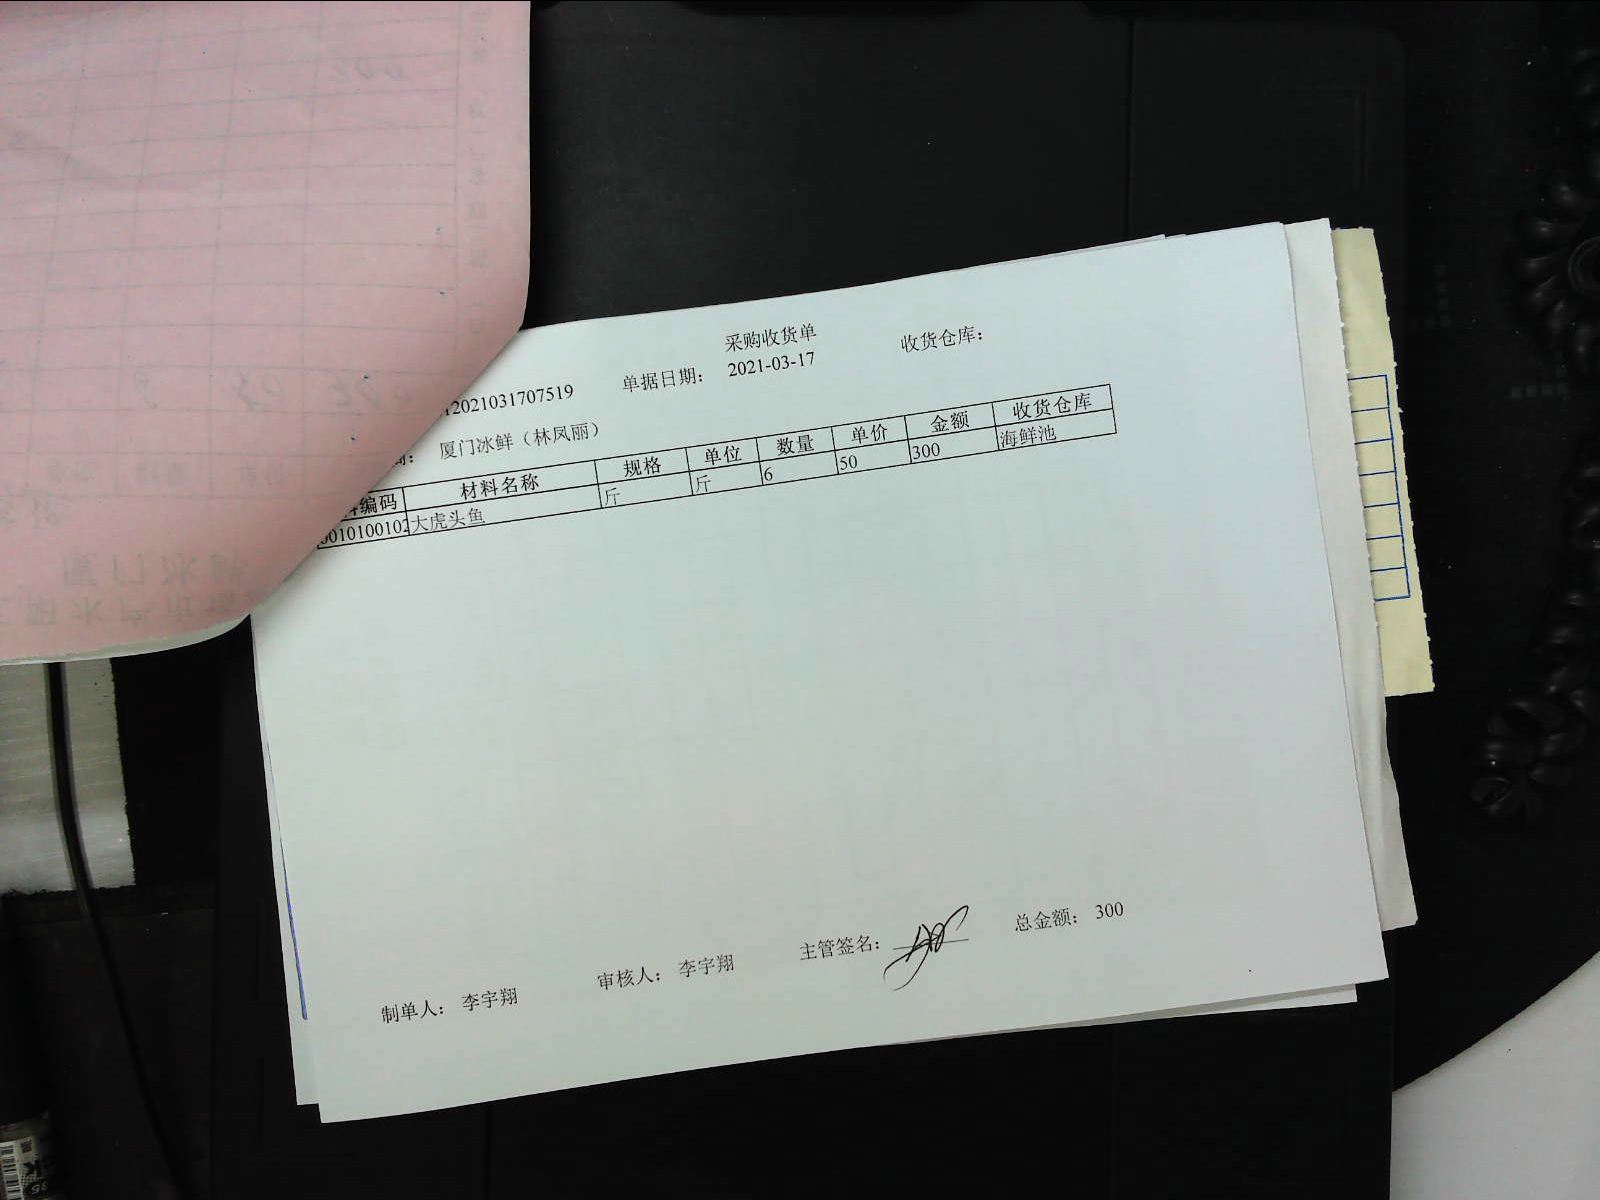 采购收货单
12021031707519 单据日期: 2021-03-17 收货仓库:
厦门冰鲜（林凤丽）
编码 材料名称 规格 单位 数量 单价 金额 收货仓库
010100102 大虎头鱼 斤 斤 6 50 300 海鲜池
制单人: 李宇翔 审核人: 李宇翔 主管签名: 总金额: 300